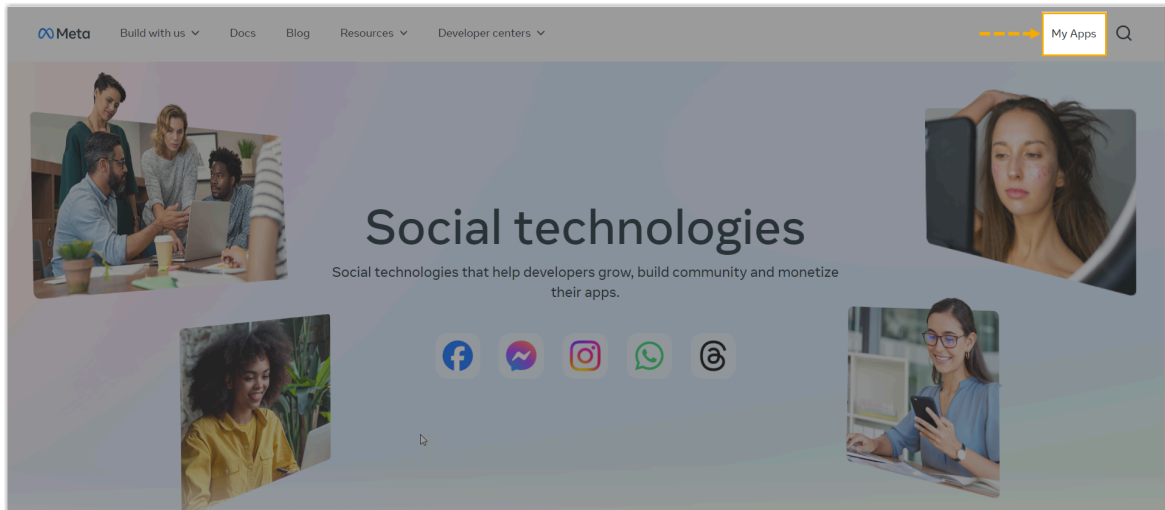 Meta
Build with us
Docs
Blog
Resources
Developer centers
My Apps
Social technologies
Social technologies that help developers grow, build community and monetize
their apps.